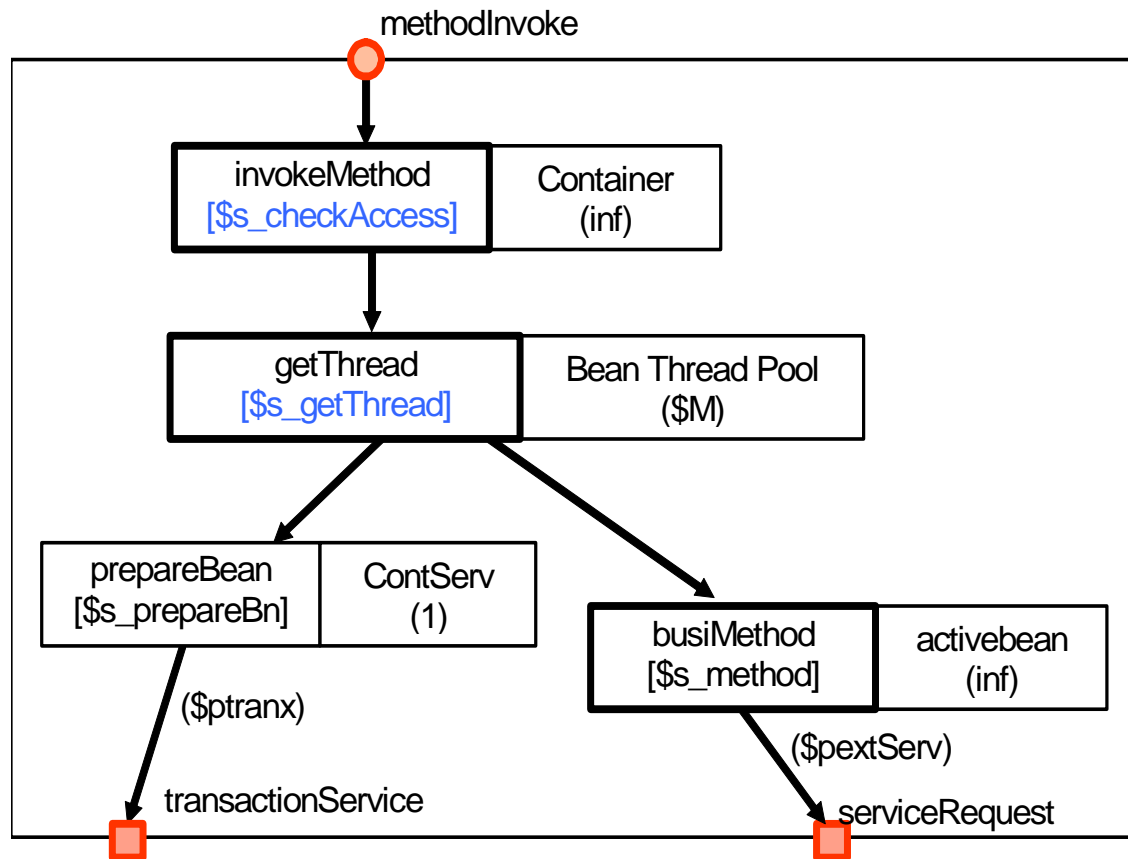 methodInvoke
invokeMethod
[$s_checkAccess]
Container
(inf)
getThread
[$s_getThread]
Bean Thread Pool
($M)
prepareBean
[$s_prepareBn]
ContServ
(1)
busiMethod
[$s_method]
activebean
(inf)
($ptranx)
($pextServ)
transactionService
serviceRequest